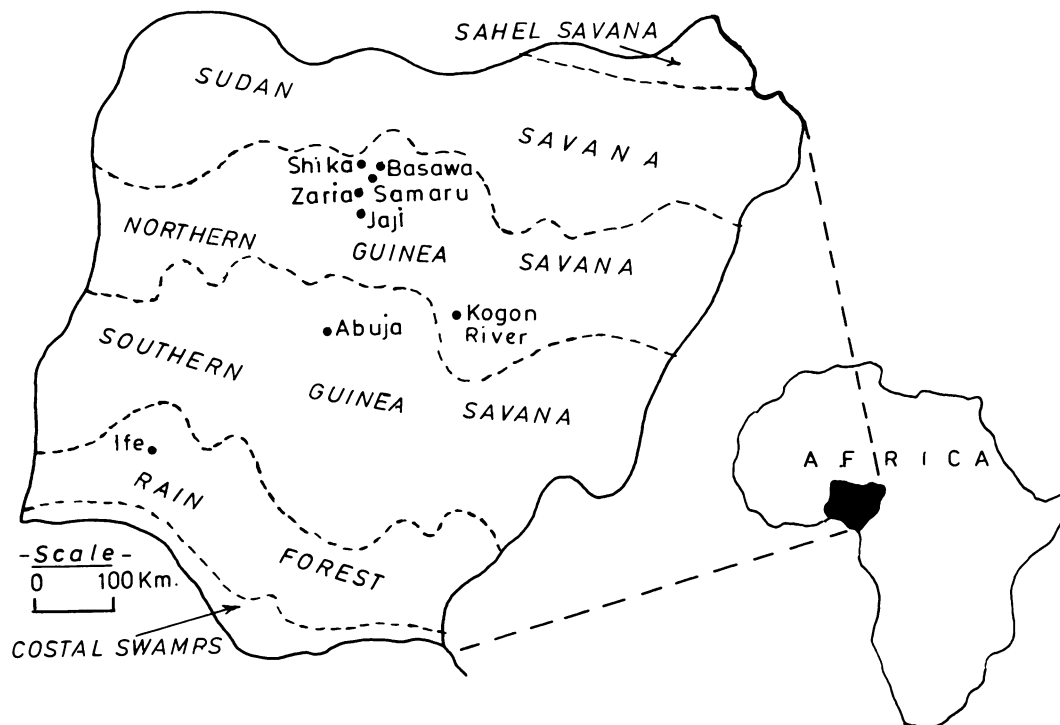 SAHEL SAVANA
SUDAN
SAVANA
Shika
Basawa
Zaria
Samaru
Jaji
NORTHERN
GUINEA
SAVANA
Kogon
River
Abuja
SOUTHERN
GUINEA
SAVANA
Ife
RAIN
FOREST
AFRICA
-Scale-
0 100 Km.
COSTAL SWAMPS